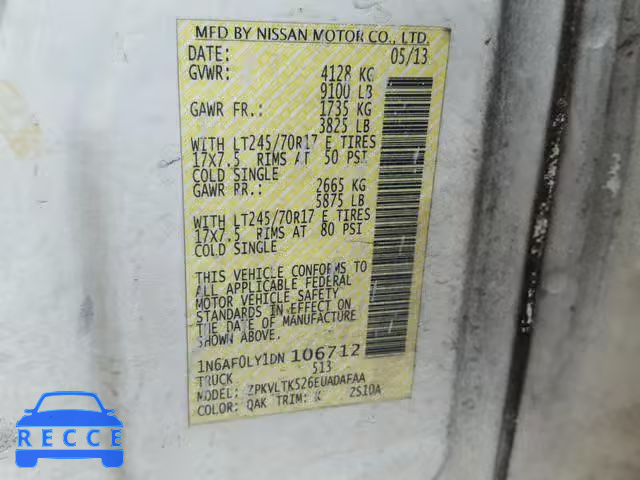 MFD BY NISSAN MOTOR CO., LTD.
DATE: 05/13
GVWR: 4128 KG
9100 LB
GAWR FR.: 1735 KG
3825 LB
WITH LT245/70R17 E TIRES
17X7.5 RIMS AT 50 PSI
COLD SINGLE
GAWR RR.: 2665 KG
5875 LB
WITH LT245/70R17 E TIRES
17X7.5 RIMS AT 80 PSI
COLD SINGLE
THIS VEHICLE CONFORMS TO
ALL APPLICABLE FEDERAL
MOTOR VEHICLE SAFETY
STANDARDS IN EFFECT ON
THE DATE OF MANUFACTURE
SHOWN ABOVE.
1N6AF0LY1DN 106712
TRUCK 513
MODEL: ZPKVLTK526EUADAFAA
COLOR: QAK TRIM: K
RECCE